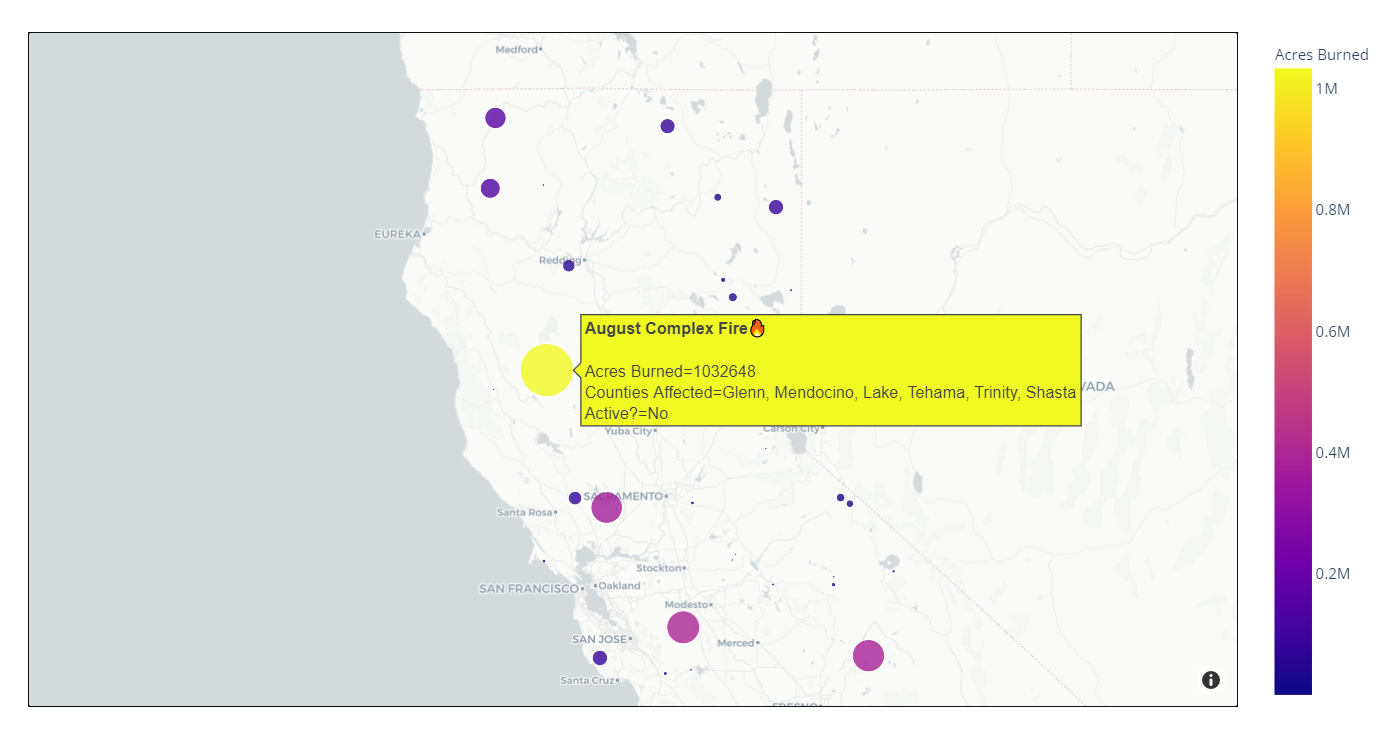 Medford
Acres Burned
1M
0.8M
EUREKA
Redding
August Complex Fire🔥
0.6M
Acres Burned=1032648
Counties Affected=Glenn, Mendocino, Lake, Tehama, Trinity, Shasta
VADA
Active?=No
Yuba City
Carson City
0.4M
SACRAMENTO
Santa Rosa
Stockton
0.2M
SAN FRANCISCO
Oakland
Modesto
SAN JOSE
Merced
Santa Cruz
FRESNO